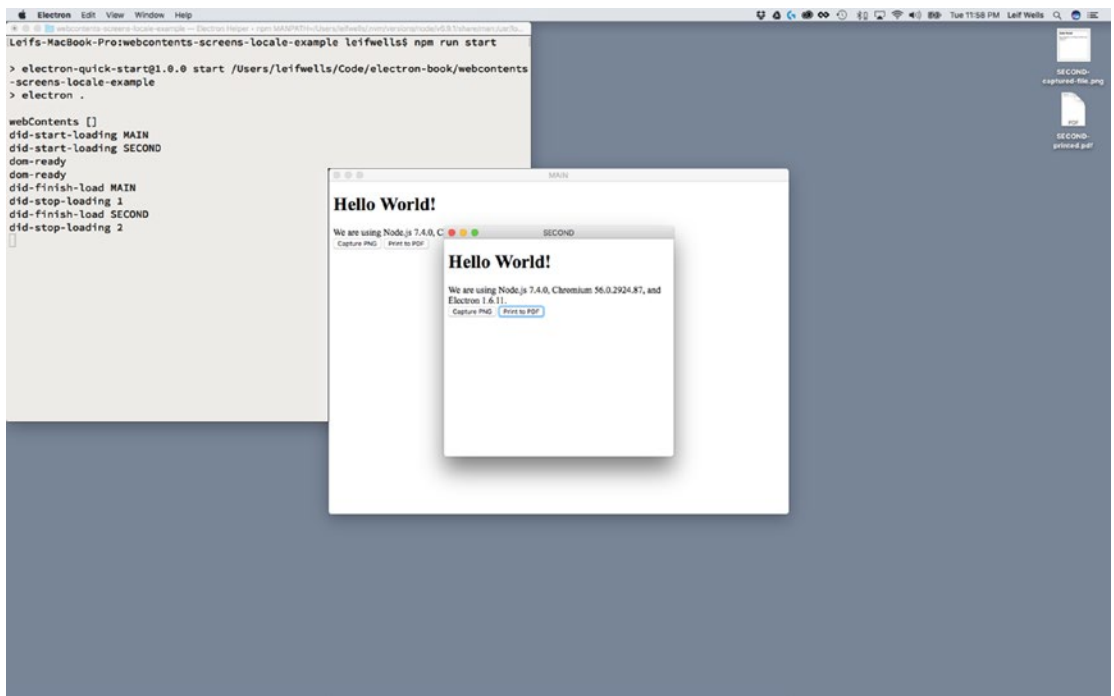 Electron Edit View Window Help
Tue 11:58 PM Leif Wells
Leifs-MacBook-Pro:webcontents-screens-locale-example leifwells$ npm run start
> electron-quick-start@1.0.0 start /Users/leifwells/Code/electron-book/webcontents
-screens-locale-example
> electron .
webContents []
did-start-loading MAIN
did-start-loading SECOND
dom-ready
dom-ready
did-finish-load MAIN
did-stop-loading 1
did-finish-load SECOND
did-stop-loading 2
MAIN
Hello World!
We are using Node.js 7.4.0, C
Capture PNG Print to PDF
SECOND
Hello World!
We are using Node.js 7.4.0, Chromium 56.0.2924.87, and
Electron 1.6.11.
Capture PNG Print to PDF
SECOND-
captured-file.png
PDF
SECOND-
printed.pdf